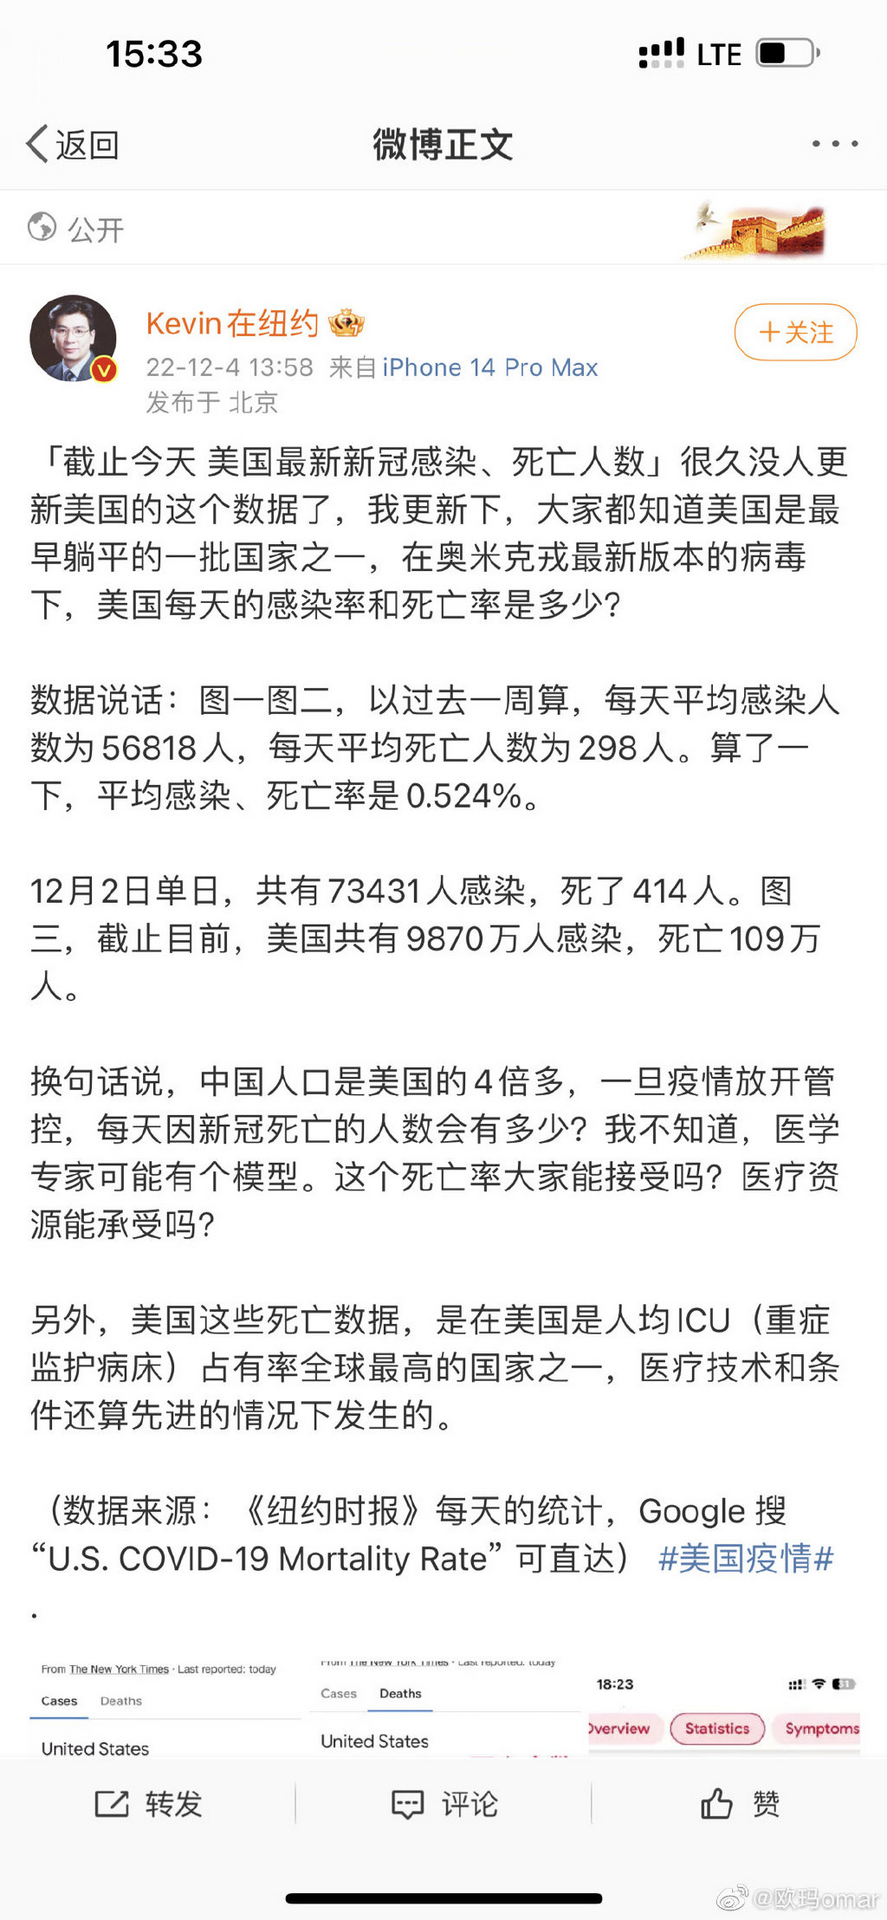 15:33
LTE
返回
微博正文
公开
Kevin在纽约
+关注
22-12-4 13:58 来自 iPhone 14 Pro Max
发布于 北京
「截止今天 美国最新新冠感染、死亡人数」很久没人更
新美国的这个数据了，我更新下，大家都知道美国是最
早躺平的一批国家之一，在奥米克戎最新版本的病毒
下，美国每天的感染率和死亡率是多少？
数据说话：图一图二，以过去一周算，每天平均感染人
数为56818人，每天平均死亡人数为298人。算了一
下，平均感染、死亡率是0.524%。
12月2日单日，共有73431人感染，死了414人。图
三，截止目前，美国共有9870万人感染，死亡109万
人。
换句话说，中国人口是美国的4倍多，一旦疫情放开管
控，每天因新冠死亡的人数会有多少？我不知道，医学
专家可能有个模型。这个死亡率大家能接受吗？医疗资
源能承受吗？
另外，美国这些死亡数据，是在美国是人均ICU（重症
监护病床）占有率全球最高的国家之一，医疗技术和条
件还算先进的情况下发生的。
（数据来源：《纽约时报》每天的统计，Google 搜
“U.S. COVID-19 Mortality Rate” 可直达） #美国疫情#
.
From The New York Times · Last reported: today
Cases Deaths
United States
From The New York Times · Last reported: today
Cases Deaths
United States
18:23
31
Overview Statistics Symptoms
转发
评论
赞
@欧玛omar